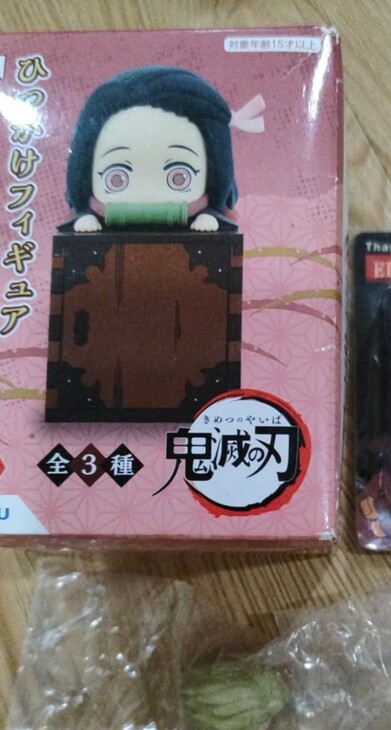 対象年齢15才以上
ひっかけフィギュア
きめつのやいば
鬼滅の刃
全3種
U
Tha